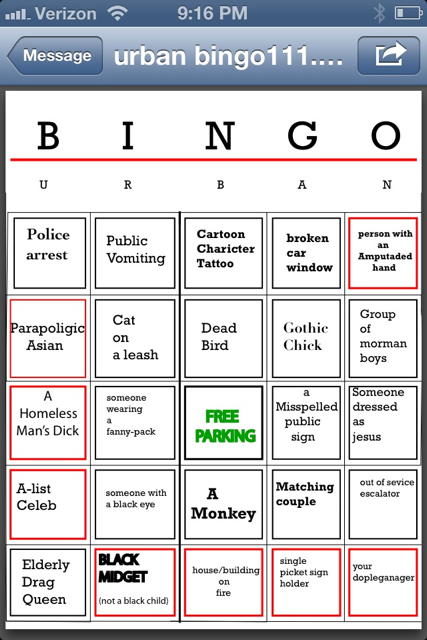 Verizon 9:16 PM
Message urban bingo111....
B I N G O
U R B A N
Police
arrest
Public
Vomiting
Cartoon
Charicter
Tattoo
broken
car
window
person with
an
Amputaded
hand
Parapoligic
Asian
Cat
on
a leash
Dead
Bird
Gothic
Chick
Group
of
morman
boys
A
Homeless
Man's Dick
someone
wearing
a
fanny-pack
FREE
PARKING
a
Misspelled
public
sign
Someone
dressed
as
jesus
A-list
Celeb
someone with
a black eye
A
Monkey
Matching
couple
out of sevice
escalator
Elderly
Drag
Queen
BLACK
MIDGET
(not a black child)
house/building
on
fire
single
picket sign
holder
your
dopleganager